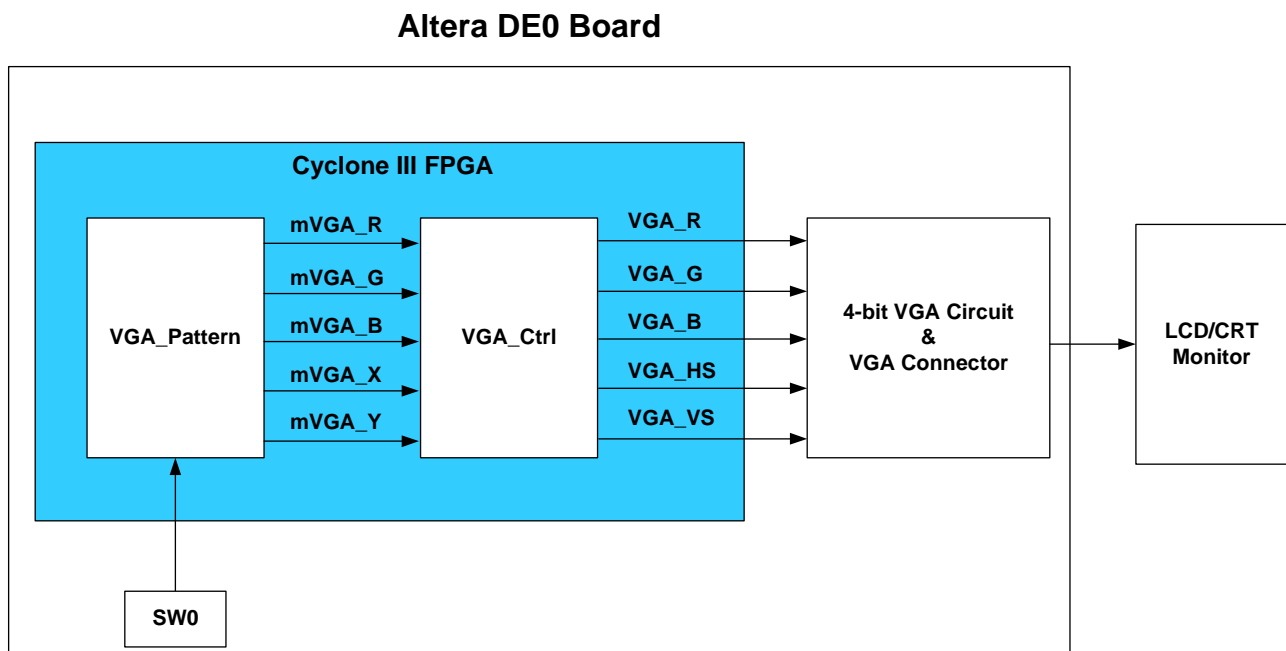 Altera DE0 Board
Cyclone III FPGA
VGA_Pattern
mVGA_R
mVGA_G
mVGA_B
mVGA_X
mVGA_Y
VGA_Ctrl
VGA_R
VGA_G
VGA_B
VGA_HS
VGA_VS
4-bit VGA Circuit
&
VGA Connector
LCD/CRT
Monitor
SW0